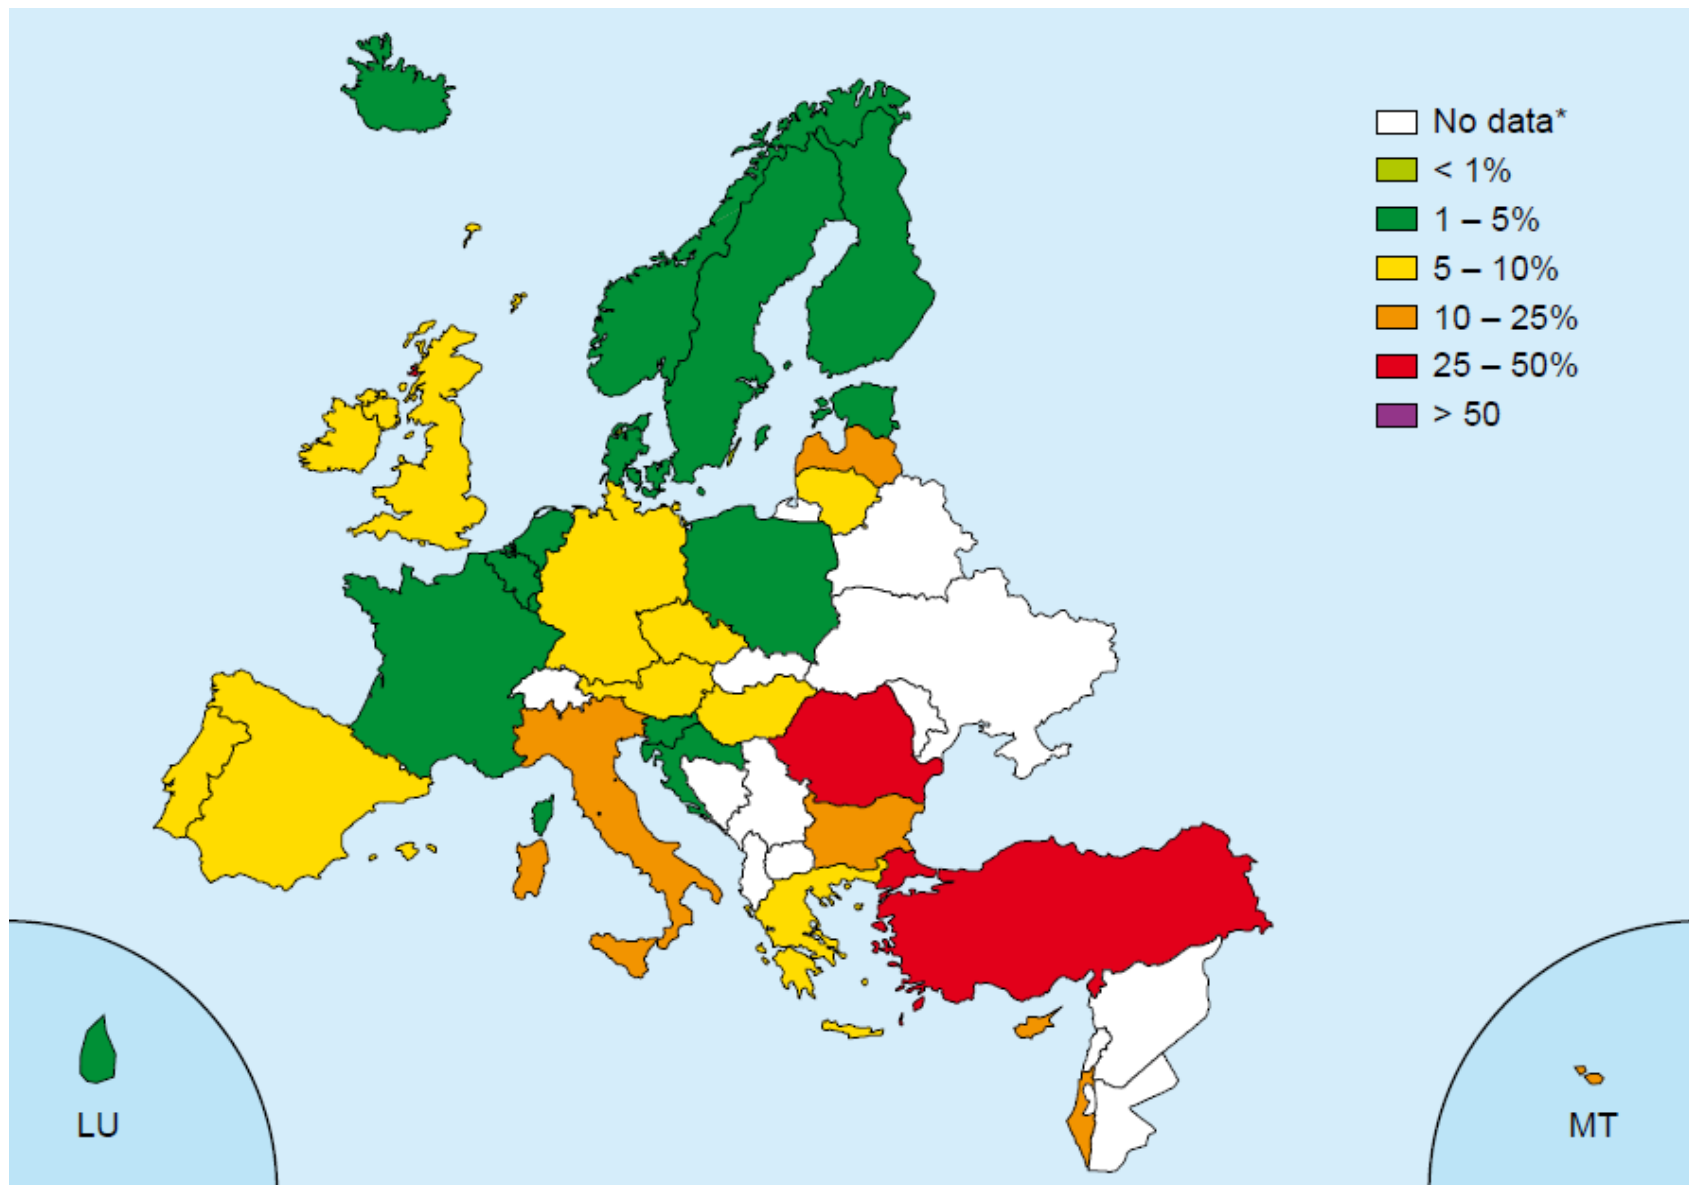 No data*
< 1%
1 – 5%
5 – 10%
10 – 25%
25 – 50%
> 50
LU
MT